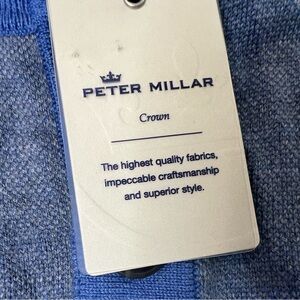 PETER MILLAR
Crown
The highest quality fabrics,
impeccable craftsmanship
and superior style.